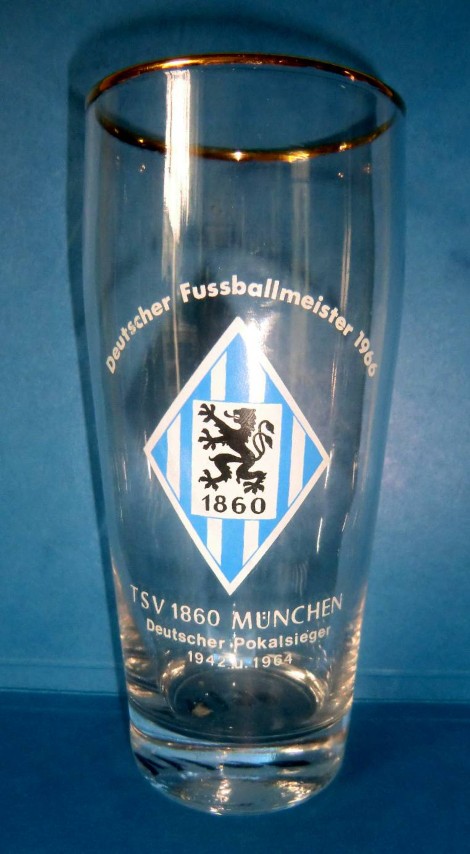 Deutscher Fussballmeister 1966
1860
TSV 1860 MÜNCHEN
Deutscher Pokalsieger
1942 u. 1964